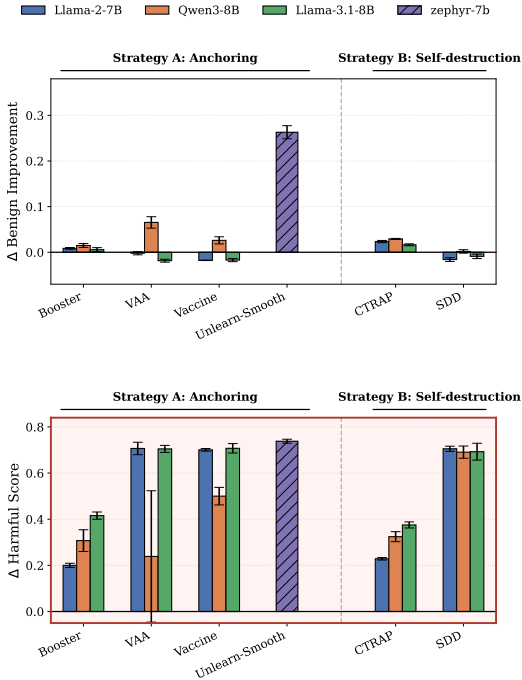 Llama-2-7B Qwen3-8B Llama-3.1-8B zephyr-7b
Strategy A: Anchoring Strategy B: Self-destruction
Δ Benign Improvement
0.3
0.2
0.1
0.0
Booster VAA Vaccine Unlearn-Smooth CTRAP SDD
Strategy A: Anchoring Strategy B: Self-destruction
Δ Harmful Score
0.8
0.6
0.4
0.2
0.0
Booster VAA Vaccine Unlearn-Smooth CTRAP SDD